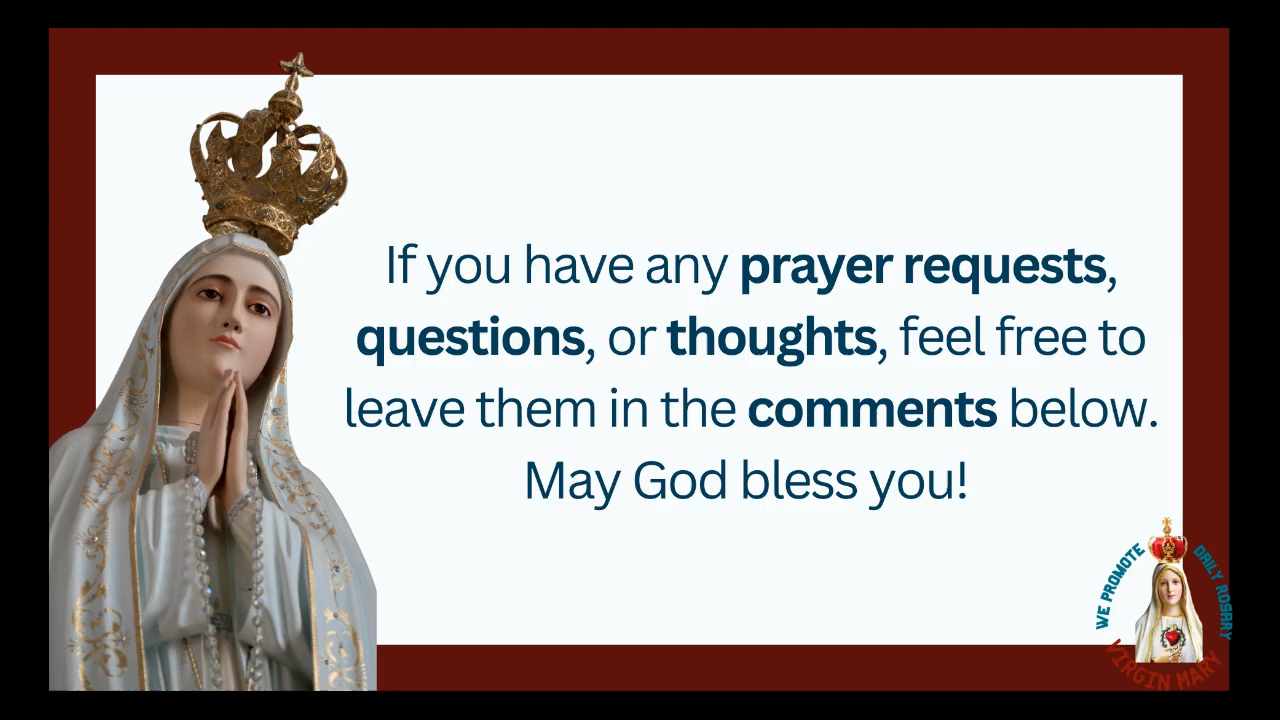 If you have any prayer requests,
questions, or thoughts, feel free to
leave them in the comments below.
May God bless you!
WE PROMOTE
DAILY ROSARY
VIRGIN MARY